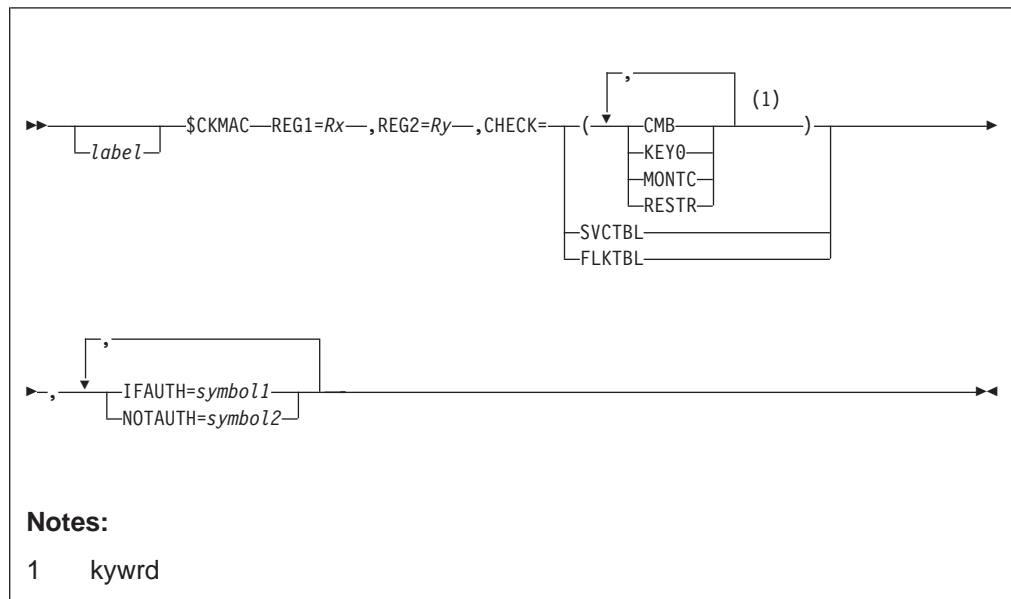 ,
(1)
$CKMAC REG1=Rx ,REG2=Ry ,CHECK= ( CMB )
label KEY0
MONTC
RESTR
SVCTBL
FLKTBL
,
, IFAUTH=symbol1
NOTAUTH=symbol2
Notes:
1 kywrd